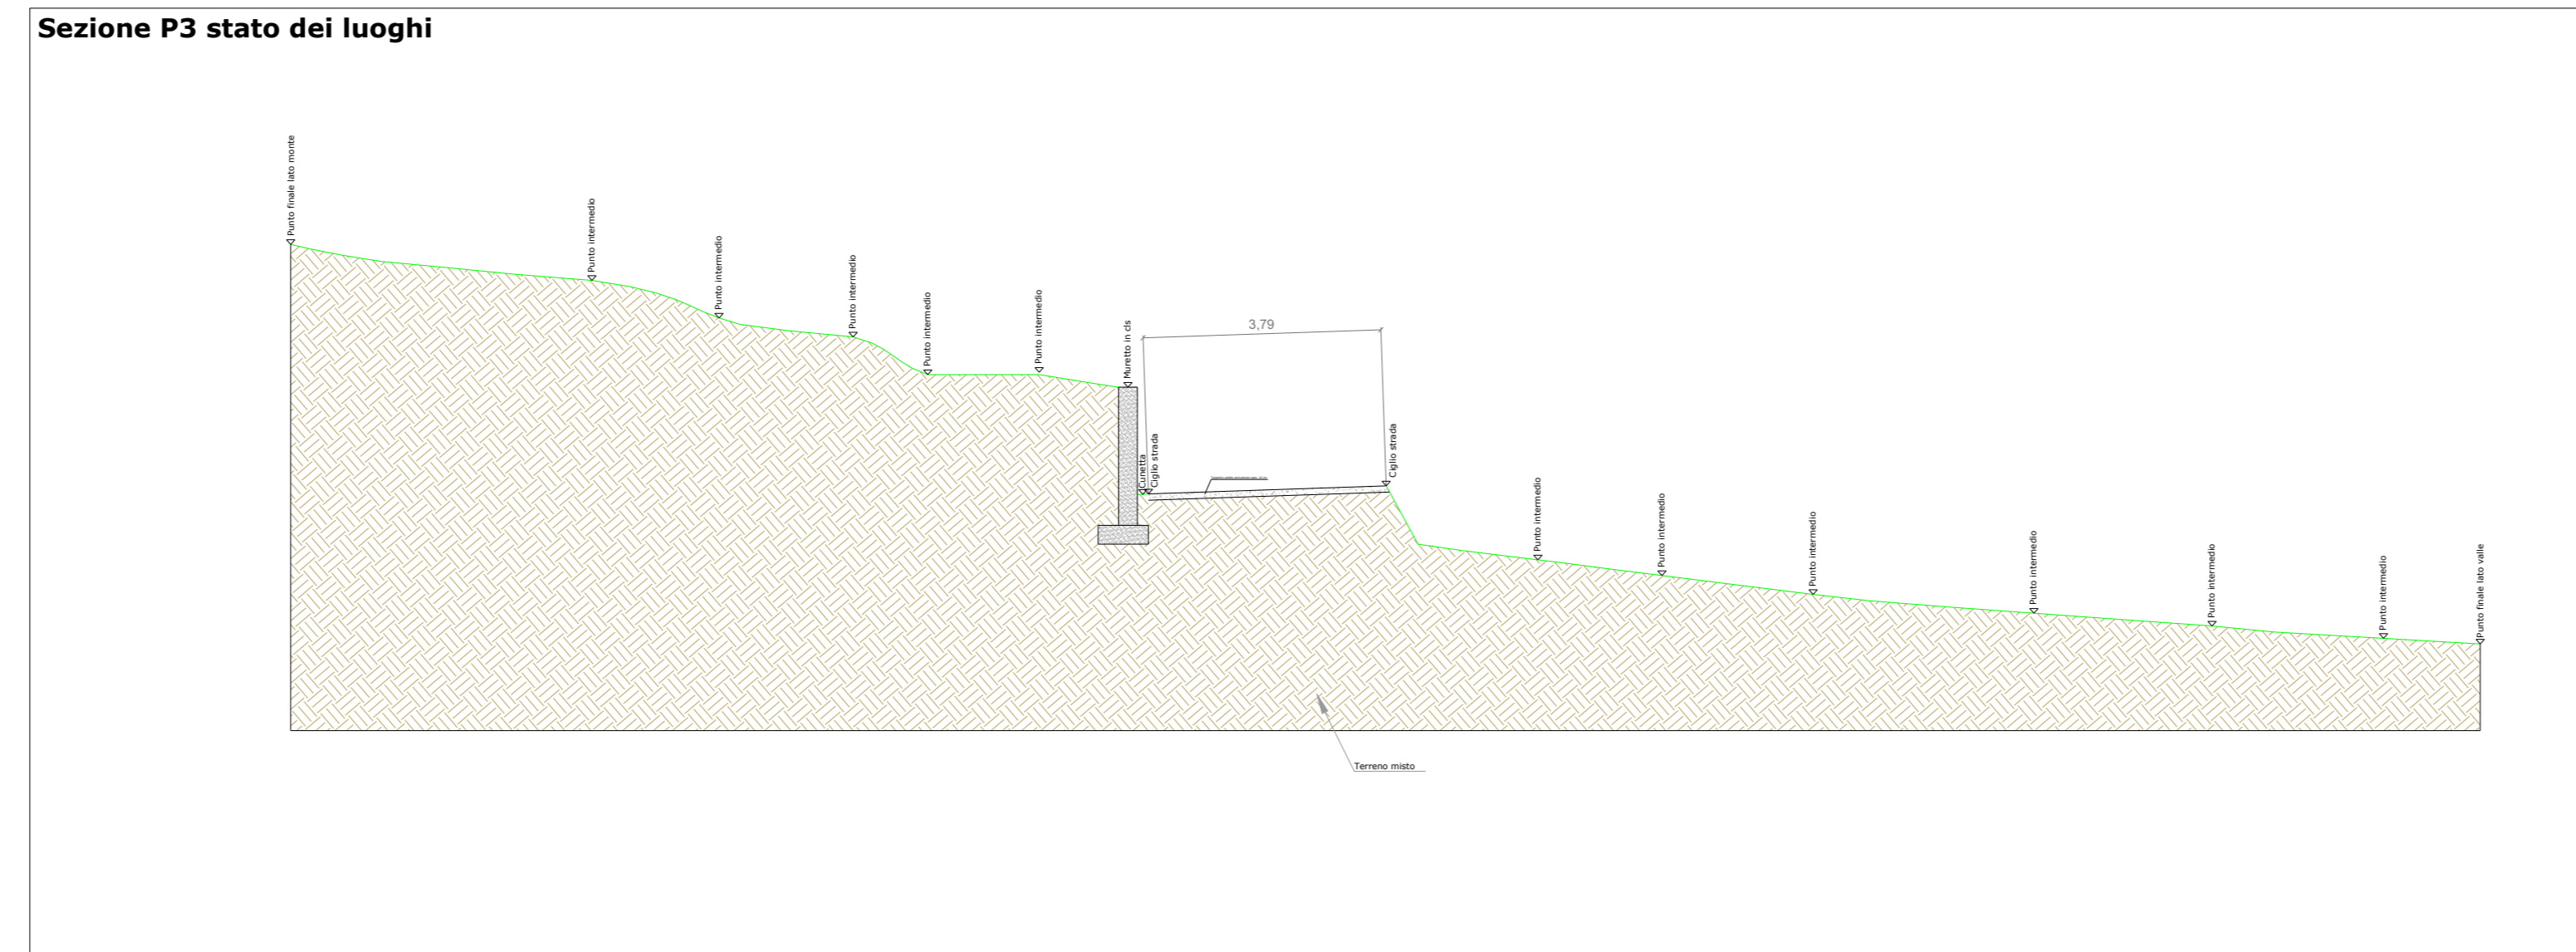 Sezione P3 stato dei luoghi
Punto finale lato monte
Punto intermedio
Punto intermedio
Punto intermedio
Punto intermedio
Punto intermedio
Muretto in cls
Cunetta
Ciglio strada
3,79
Ciglio strada
Punto intermedio
Punto intermedio
Punto intermedio
Punto intermedio
Punto intermedio
Punto intermedio
Punto finale lato valle
Terreno misto